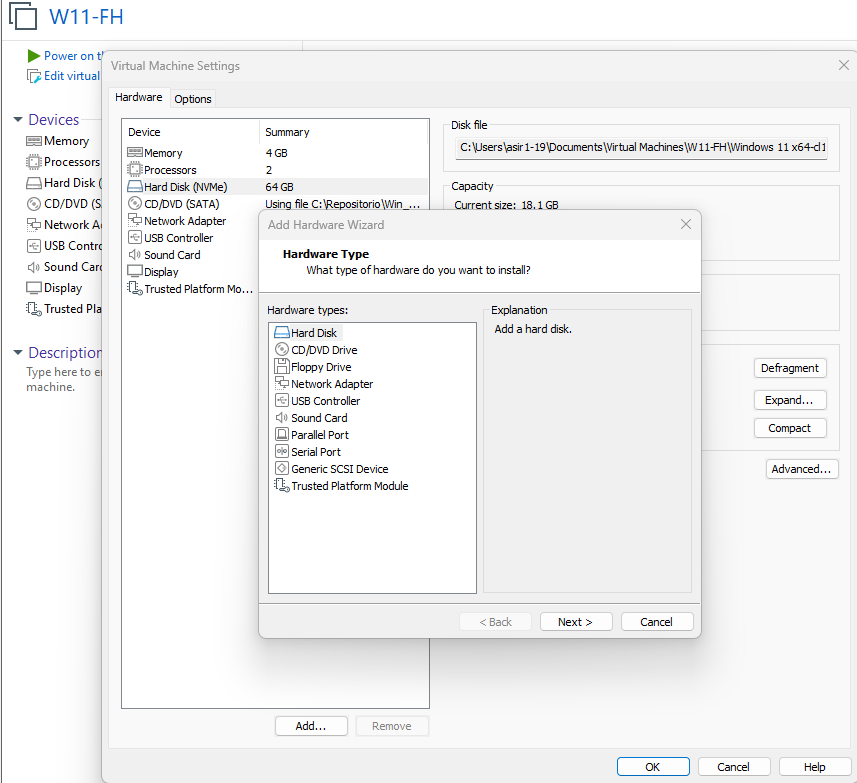 W11-FH
Power on th
Edit virtual
Devices
Memory
Processors
Hard Disk (
CD/DVD (S
Network A
USB Contro
Sound Card
Display
Trusted Pla
Description
Type here to en
machine.
Virtual Machine Settings
Hardware
Options
Device Summary
Memory 4 GB
Processors 2
Hard Disk (NVMe) 64 GB
CD/DVD (SATA) Using file C:\Repositorio\Win_...
Network Adapter
USB Controller
Sound Card
Display
Trusted Platform Mo...
Disk file
C:\Users\asir1-19\Documents\Virtual Machines\W11-FH\Windows 11 x64-cl1
Capacity
Current size: 18.1 GB
Defragment
Expand...
Compact
Advanced...
Add Hardware Wizard
Hardware Type
What type of hardware do you want to install?
Hardware types:
Hard Disk
CD/DVD Drive
Floppy Drive
Network Adapter
USB Controller
Sound Card
Parallel Port
Serial Port
Generic SCSI Device
Trusted Platform Module
Explanation
Add a hard disk.
< Back Next > Cancel
Add... Remove
OK Cancel Help